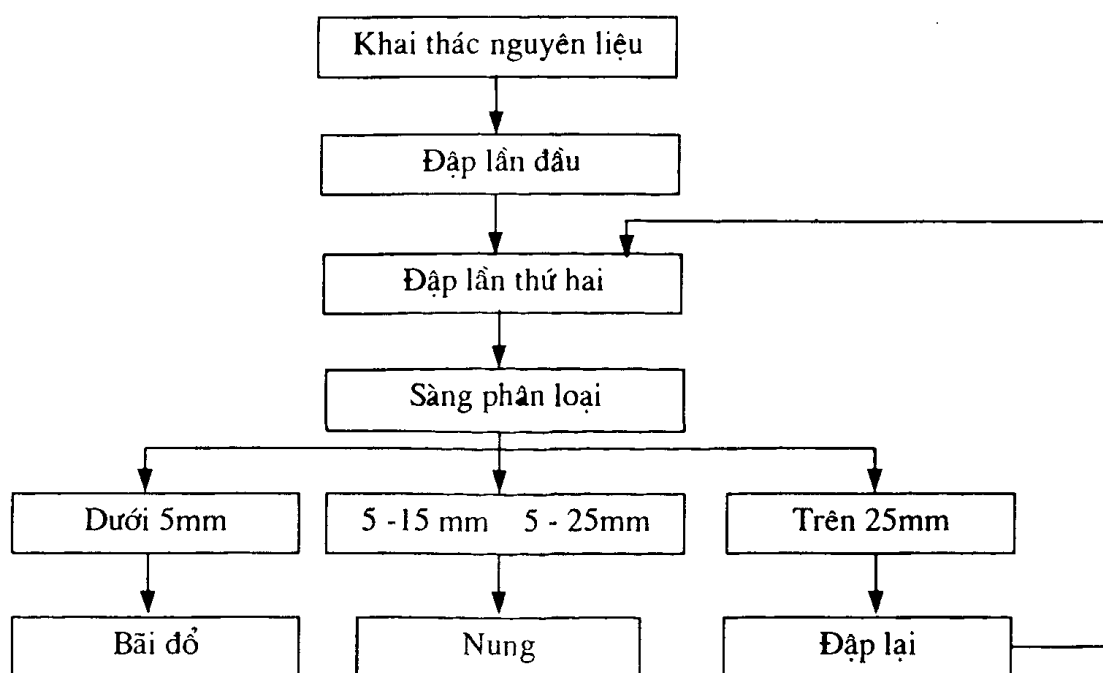 Khai thác nguyên liệu
Đập lần đầu
Đập lần thứ hai
Sàng phân loại
Dưới 5mm
5 -15 mm 5 - 25mm
Trên 25mm
Bãi đổ
Nung
Đập lại